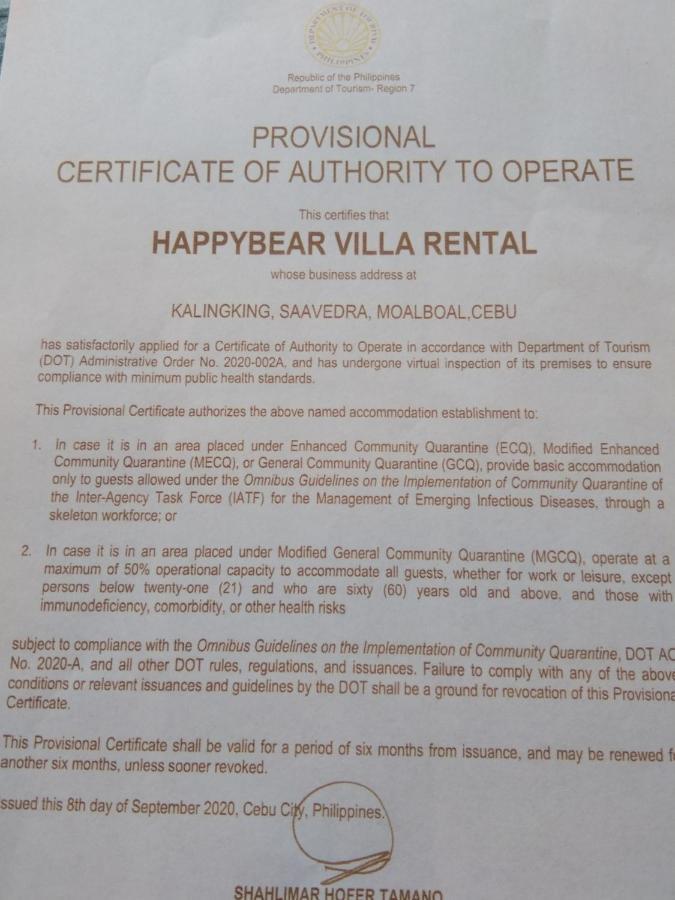 DEPARTMENT OF TOURISM
PHILIPPINES
Republic of the Philippines
Department of Tourism- Region 7
PROVISIONAL
CERTIFICATE OF AUTHORITY TO OPERATE
This certifies that
HAPPYBEAR VILLA RENTAL
whose business address at
KALINGKING, SAAVEDRA, MOALBOAL,CEBU
has satisfactorily applied for a Certificate of Authority to Operate in accordance with Department of Tourism
(DOT) Administrative Order No. 2020-002A, and has undergone virtual inspection of its premises to ensure
compliance with minimum public health standards.
This Provisional Certificate authorizes the above named accommodation establishment to:
1. In case it is in an area placed under Enhanced Community Quarantine (ECQ), Modified Enhanced
Community Quarantine (MECQ), or General Community Quarantine (GCQ), provide basic accommodation
only to guests allowed under the Omnibus Guidelines on the Implementation of Community Quarantine of
the Inter-Agency Task Force (IATF) for the Management of Emerging Infectious Diseases, through a
skeleton workforce; or
2. In case it is in an area placed under Modified General Community Quarantine (MGCQ), operate at a
maximum of 50% operational capacity to accommodate all guests, whether for work or leisure, except
persons below twenty-one (21) and who are sixty (60) years old and above, and those with
immunodeficiency, comorbidity, or other health risks
subject to compliance with the Omnibus Guidelines on the Implementation of Community Quarantine, DOT AO
No. 2020-A, and all other DOT rules, regulations, and issuances. Failure to comply with any of the above
conditions or relevant issuances and guidelines by the DOT shall be a ground for revocation of this Provisiona
Certificate.
This Provisional Certificate shall be valid for a period of six months from issuance, and may be renewed f
another six months, unless sooner revoked.
ssued this 8th day of September 2020, Cebu City, Philippines.
SHAHLIMAR HOFER TAMANO